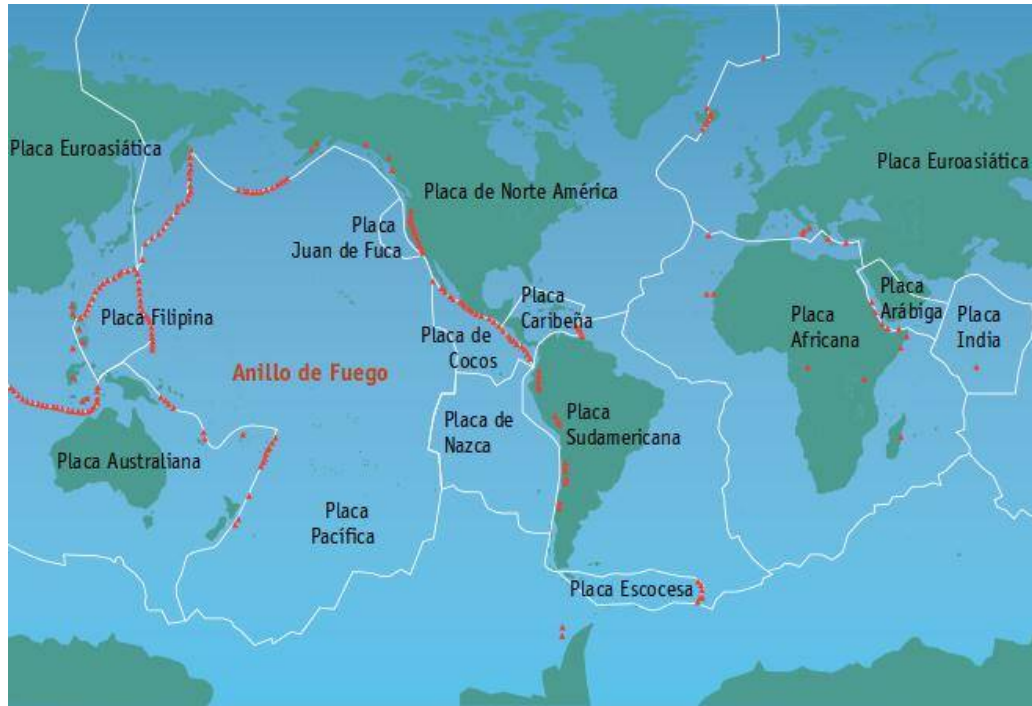 Placa Euroasiática
Placa Euroasiática
Placa de Norte América
Placa
Juan de Fuca
Placa
Caribeña
Placa
Arábiga
Placa Filipina
Placa
Africana
Placa
India
Placa de
Cocos
Anillo de Fuego
Placa de
Nazca
Placa
Sudamericana
Placa Australiana
Placa
Pacífica
Placa Escocesa